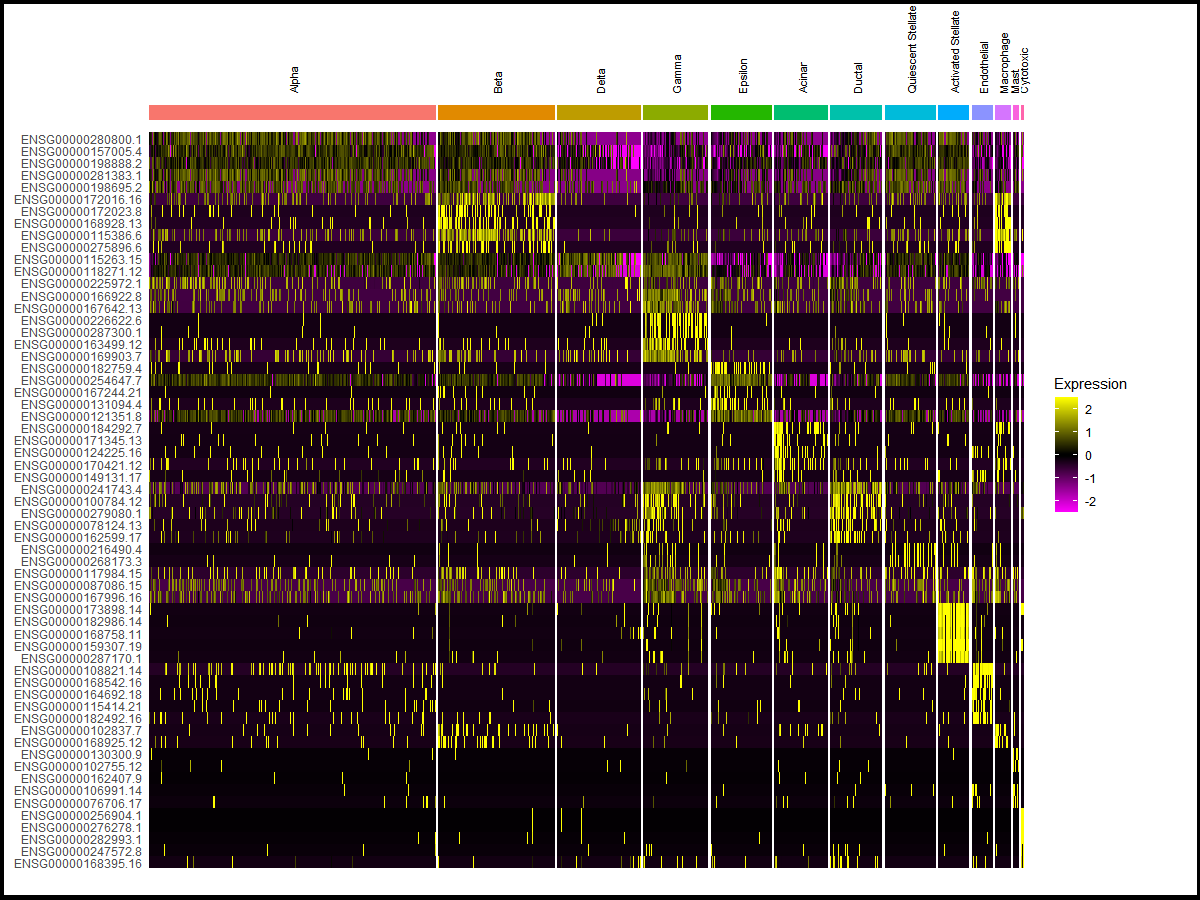 Alpha
Beta
Delta
Gamma
Epsilon
Acinar
Ductal
Quiescent Stellate
Activated Stellate
Endothelial
Macrophage
Mast
Cytotoxic
ENSG00000280800.1
ENSG00000157005.4
ENSG00000198888.2
ENSG00000281383.1
ENSG00000198695.2
ENSG00000172016.16
ENSG00000172023.8
ENSG00000168928.13
ENSG00000115386.6
ENSG00000275896.6
ENSG00000115263.15
ENSG00000118271.12
ENSG00000225972.1
ENSG00000166922.8
ENSG00000167642.13
ENSG00000226622.6
ENSG00000287300.1
ENSG00000163499.12
ENSG00000169903.7
ENSG00000182759.4
ENSG00000254647.7
ENSG00000167244.21
ENSG00000131094.4
ENSG00000121351.8
ENSG00000184292.7
ENSG00000171345.13
ENSG00000124225.16
ENSG00000170421.12
ENSG00000149131.17
ENSG00000241743.4
ENSG00000100784.12
ENSG00000279080.1
ENSG00000078124.13
ENSG00000162599.17
ENSG00000216490.4
ENSG00000268173.3
ENSG00000117984.15
ENSG00000087086.15
ENSG00000167996.16
ENSG00000173898.14
ENSG00000182986.14
ENSG00000168758.11
ENSG00000159307.19
ENSG00000287170.1
ENSG00000108821.14
ENSG00000168542.16
ENSG00000164692.18
ENSG00000115414.21
ENSG00000182492.16
ENSG00000102837.7
ENSG00000168925.12
ENSG00000130300.9
ENSG00000102755.12
ENSG00000162407.9
ENSG00000106991.14
ENSG00000076706.17
ENSG00000256904.1
ENSG00000276278.1
ENSG00000282993.1
ENSG00000247572.8
ENSG00000168395.16
Expression
2
1
0
-1
-2